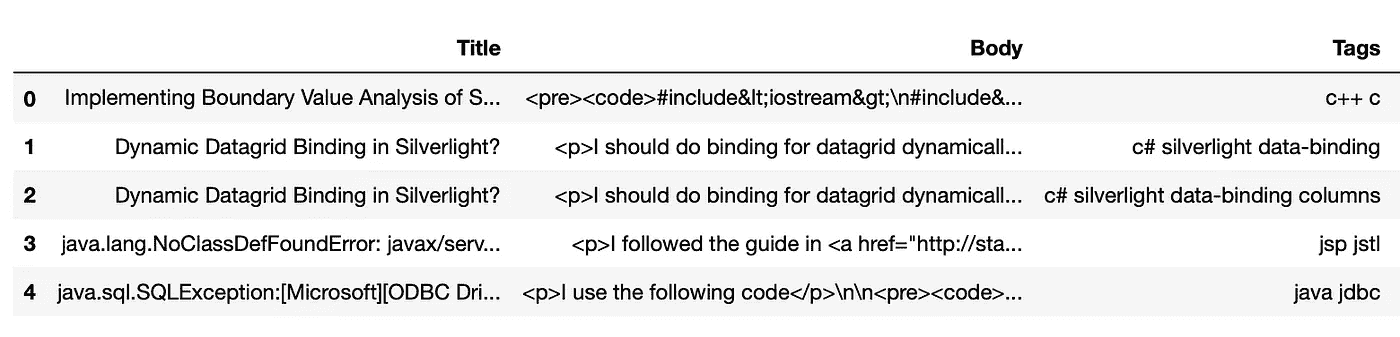 Title Body Tags
0 Implementing Boundary Value Analysis of S... <pre><code>#include&lt;iostream&gt;\n#include&... c++ c
1 Dynamic Datagrid Binding in Silverlight? <p>I should do binding for datagrid dynamicall... c# silverlight data-binding
2 Dynamic Datagrid Binding in Silverlight? <p>I should do binding for datagrid dynamicall... c# silverlight data-binding columns
3 java.lang.NoClassDefFoundError: javax/serv... <p>I followed the guide in <a href="http://sta... jsp jstl
4 java.sql.SQLException:[Microsoft][ODBC Dri... <p>I use the following code</p>\n\n<pre><code>... java jdbc